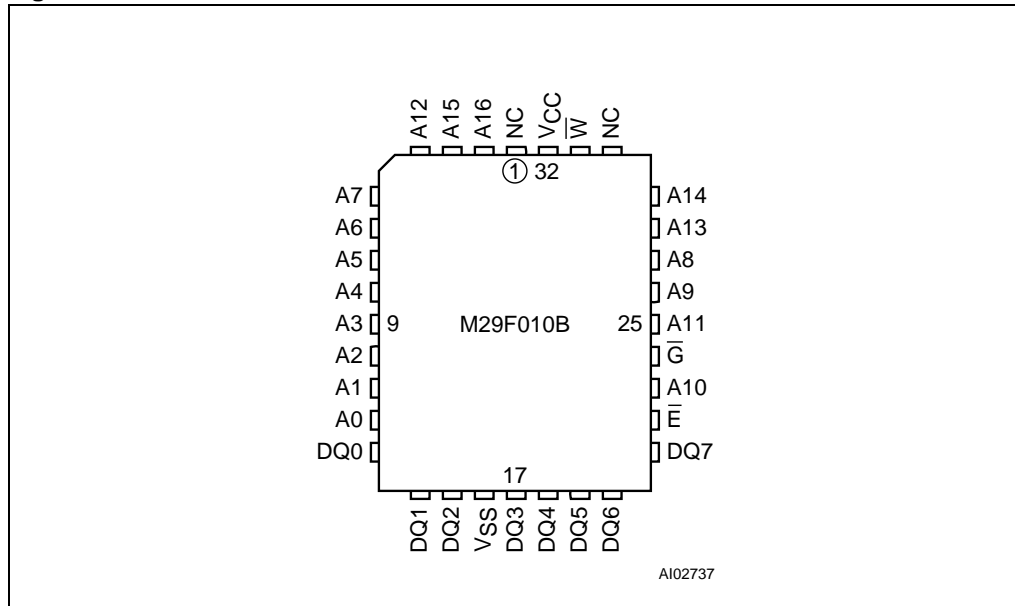 A12
A15
A16
NC
VCC
W̅
NC
① 32
A7
A6
A5
A4
A3
A2
A1
A0
DQ0
9
M29F010B
25
A14
A13
A8
A9
A11
G̅
A10
E̅
DQ7
17
DQ1
DQ2
VSS
DQ3
DQ4
DQ5
DQ6
AI02737